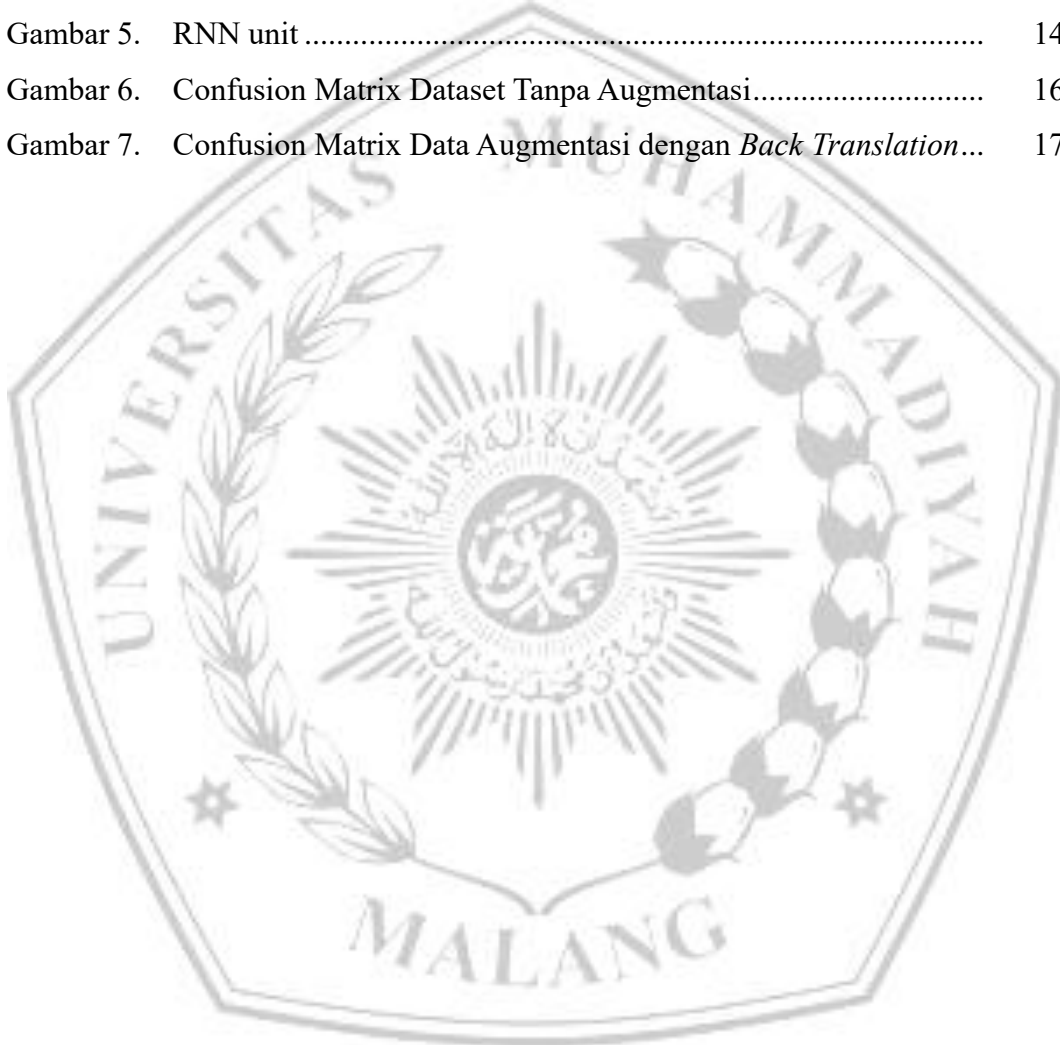 Gambar 5. RNN unit .................................................................................... 14
Gambar 6. Confusion Matrix Dataset Tanpa Augmentasi............................. 16
Gambar 7. Confusion Matrix Data Augmentasi dengan Back Translation... 17
UNIVERSITAS MUHAMMADIYAH
MALANG